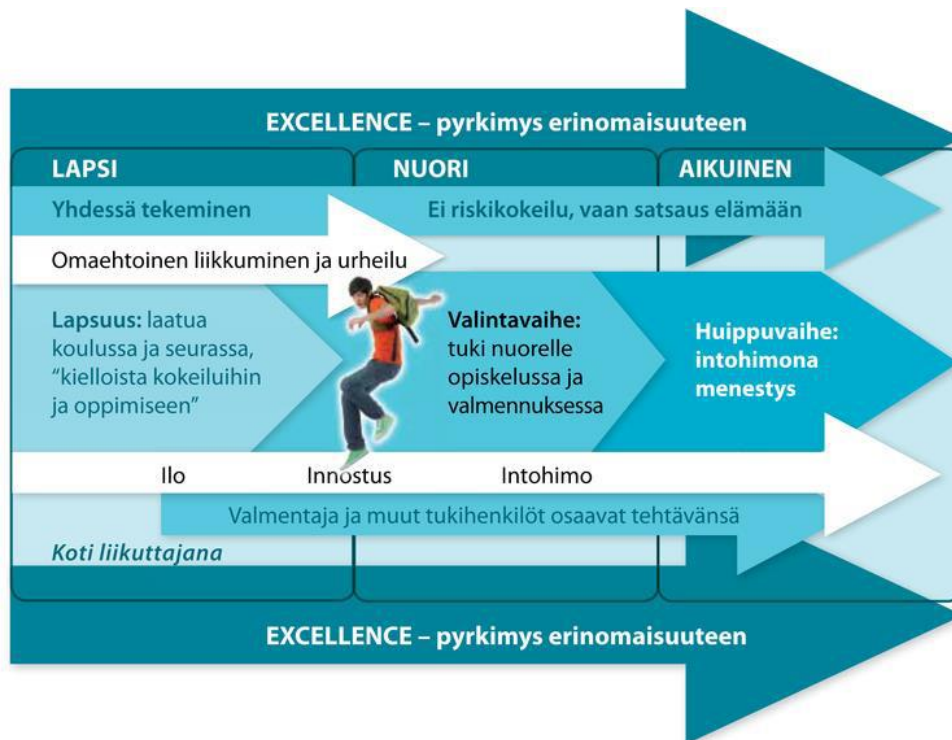 EXCELLENCE – pyrkimys erinomaisuuteen
LAPSI
NUORI
AIKUINEN
Yhdessä tekeminen
Ei riskikokeilu, vaan satsaus elämään
Omaehtoinen liikkuminen ja urheilu
Lapsuus: laatua
koulussa ja seurassa,
“kielloista kokeiluihin
ja oppimiseen”
Valintavaihe:
tuki nuorelle
opiskelussa ja
valmennuksessa
Huippuvaihe:
intohimona
menestys
Ilo
Innostus
Intohimo
Valmentaja ja muut tukihenkilöt osaavat tehtävänsä
Koti liikuttajana
EXCELLENCE – pyrkimys erinomaisuuteen